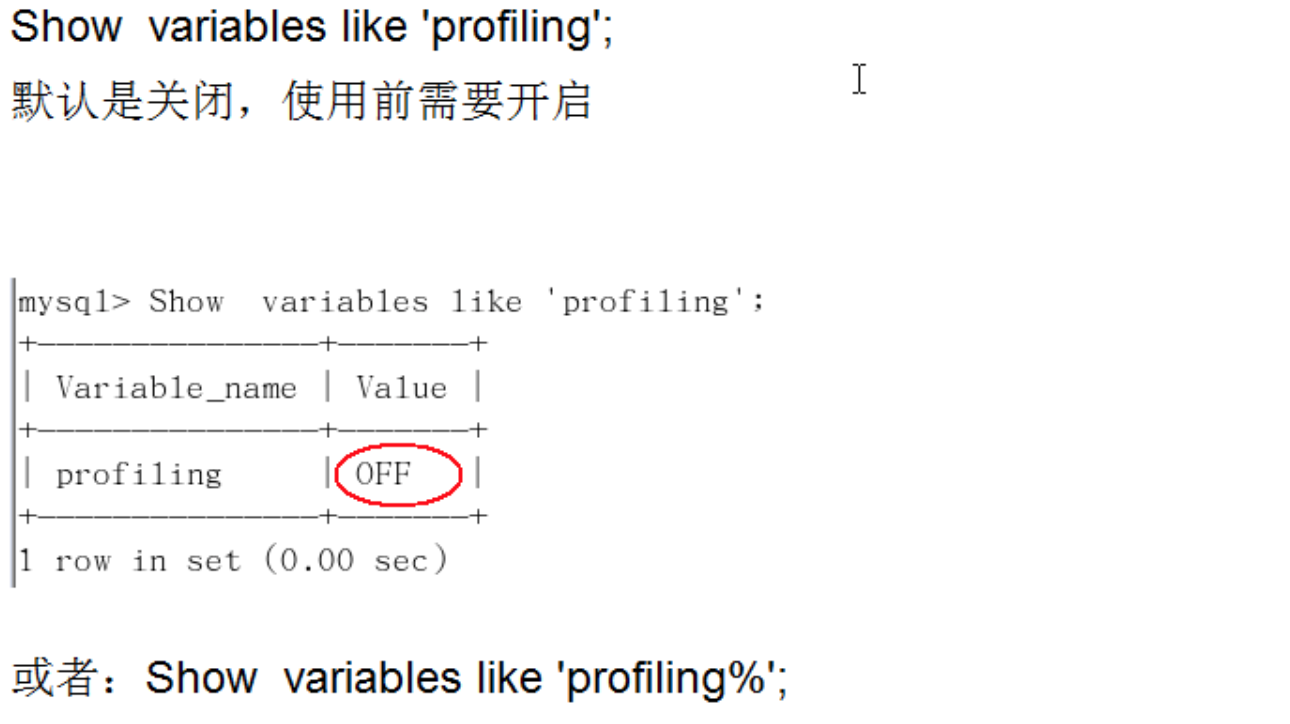 Show  variables like 'profiling';
默认是关闭，使用前需要开启
mysql> Show  variables like 'profiling';
+---------------+-------+
| Variable_name | Value |
+---------------+-------+
| profiling     | OFF   |
+---------------+-------+
1 row in set (0.00 sec)
或者：Show  variables like 'profiling%';